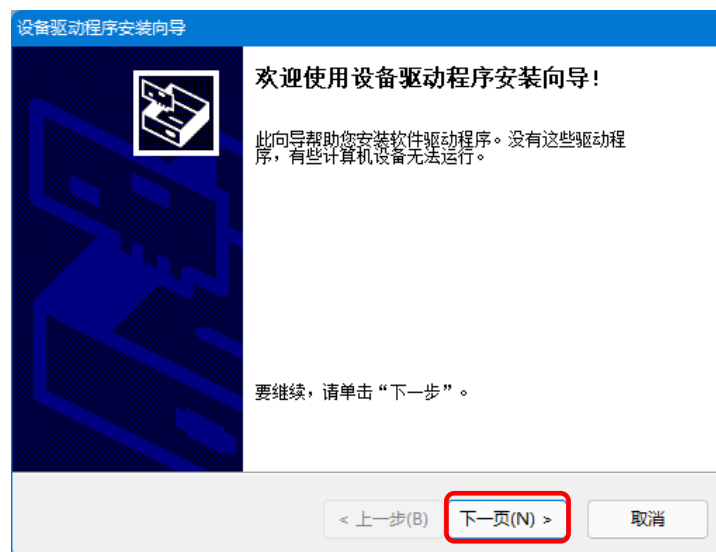 设备驱动程序安装向导
欢迎使用设备驱动程序安装向导!
此向导帮助您安装软件驱动程序。没有这些驱动程
序，有些计算机设备无法运行。
要继续，请单击“下一步”。
< 上一步(B)
下一页(N) >
取消